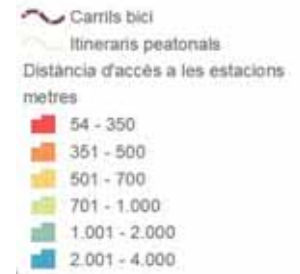 Carrils bici
Itineraris peatonals
Distància d'accés a les estacions
metres
54 - 350
351 - 500
501 - 700
701 - 1.000
1.001 - 2.000
2.001 - 4.000